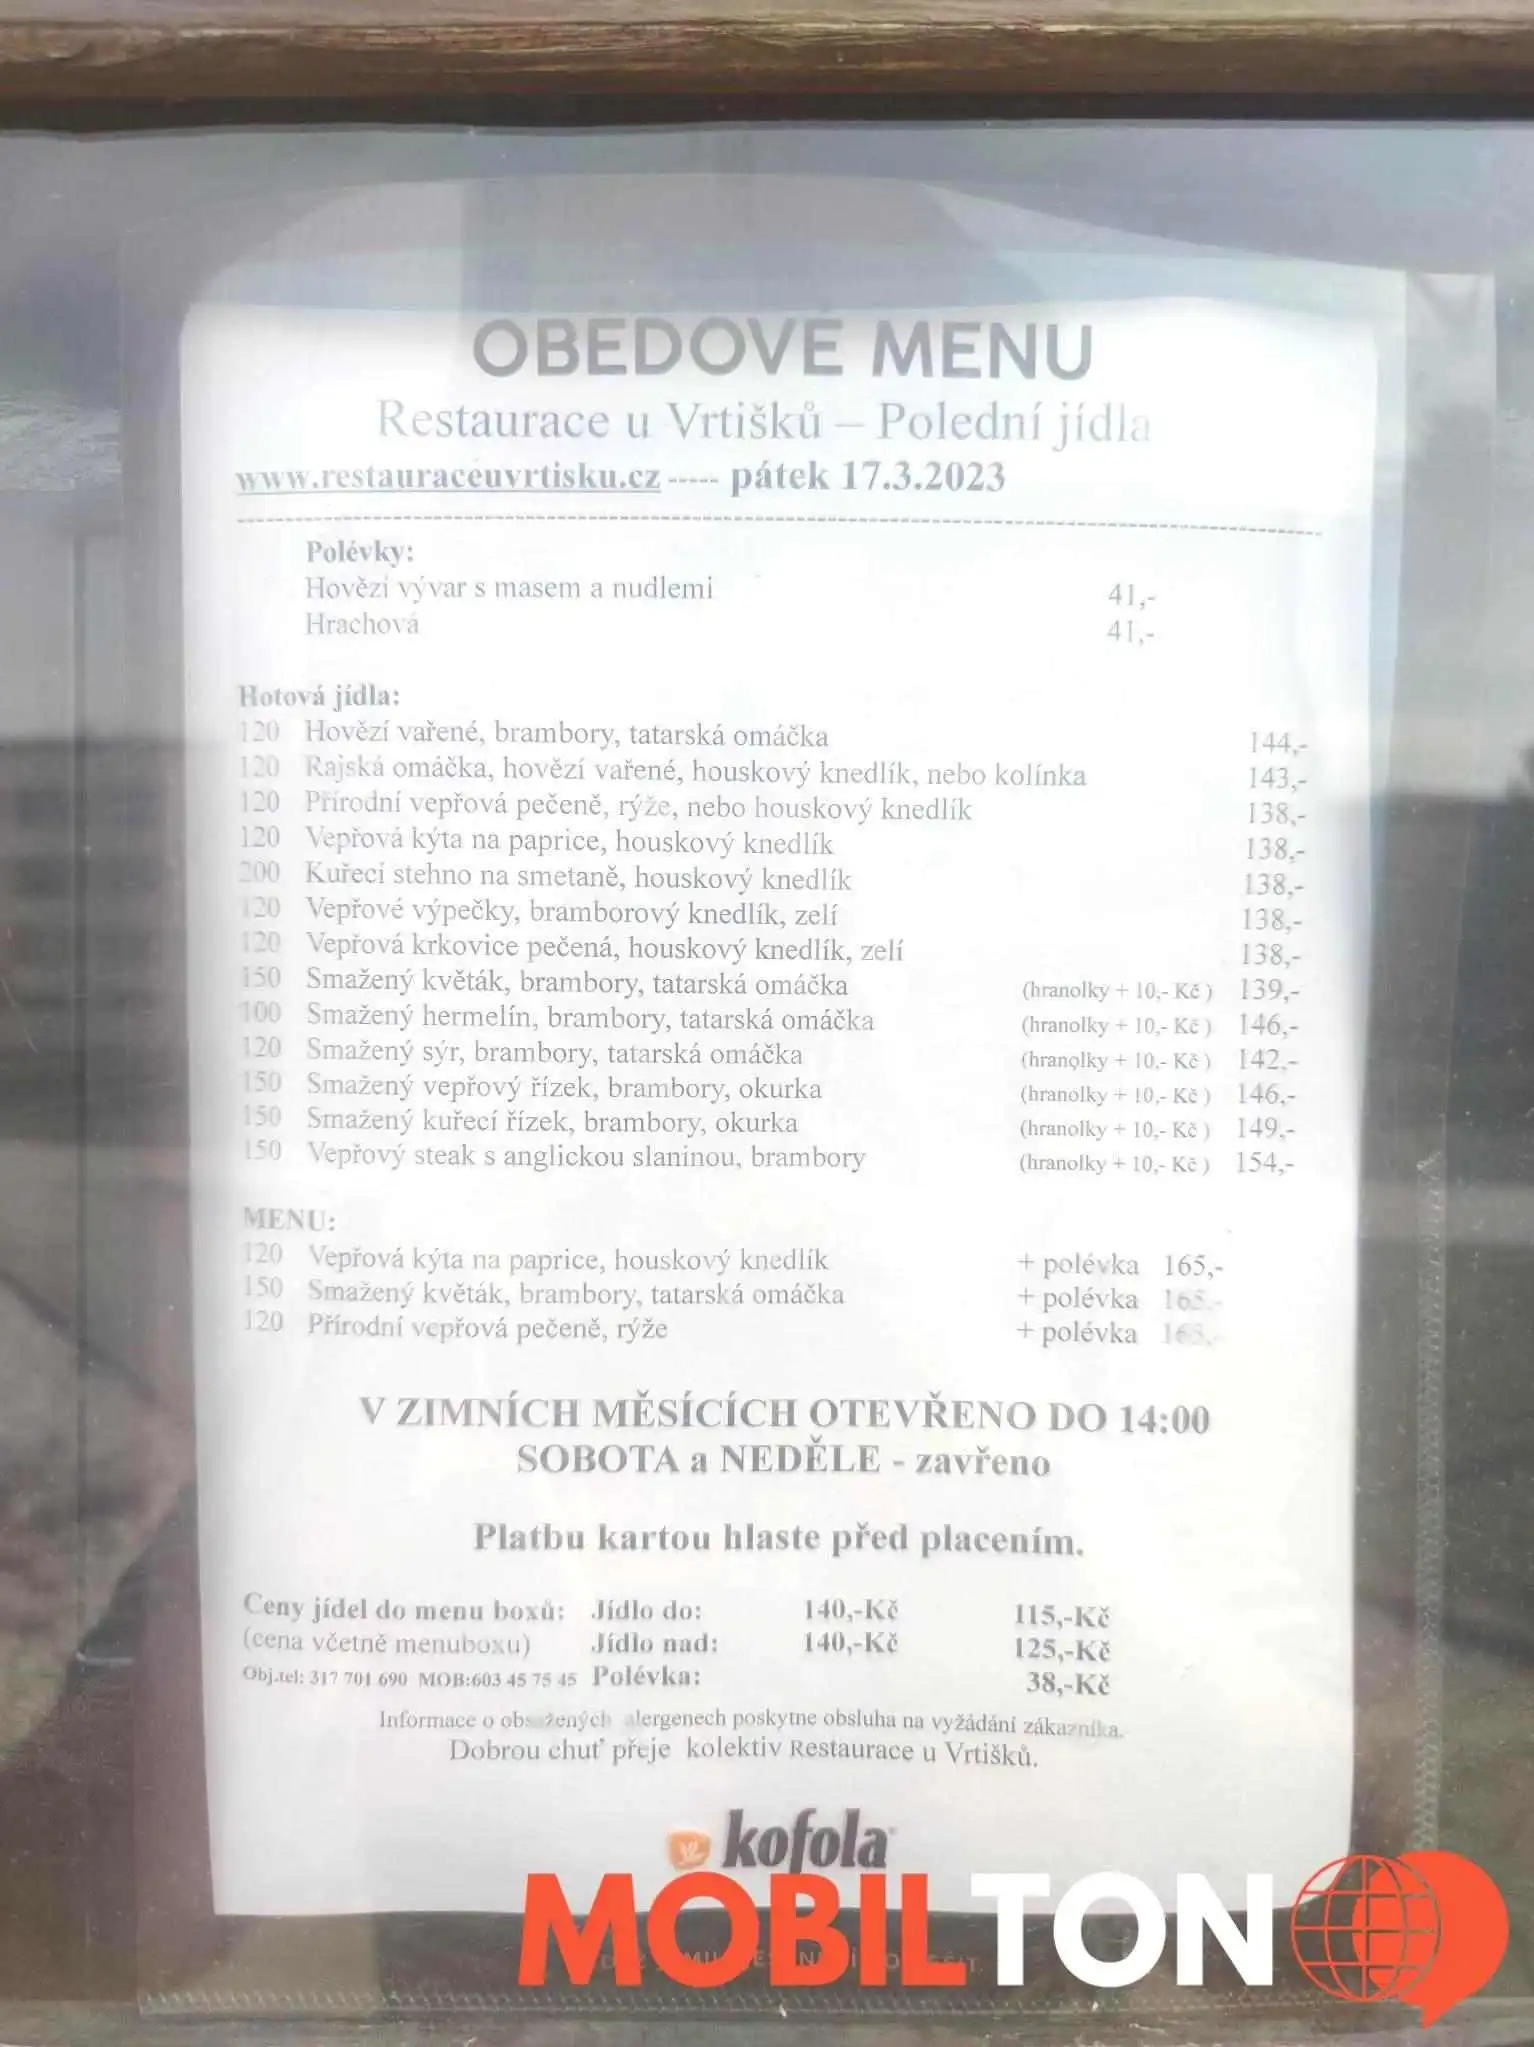 OBĚDOVÉ MENU
Restaurace u Vrtišků – Polední jídla
www.restauraceuvrtisku.cz ----- pátek 17.3.2023
Polévky:
Hovězí vývar s masem a nudlemi 41,-
Hrachová 41,-
Hotová jídla:
120 Hovězí vařené, brambory, tatarská omáčka 144,-
120 Rajská omáčka, hovězí vařené, houskový knedlík, nebo kolínka 143,-
120 Přírodní vepřová pečeně, rýže, nebo houskový knedlík 138,-
120 Vepřová kýta na paprice, houskový knedlík 138,-
200 Kuřecí stehno na smetaně, houskový knedlík 138,-
120 Vepřové výpečky, bramborový knedlík, zelí 138,-
120 Vepřová krkovice pečená, houskový knedlík, zelí 138,-
150 Smažený květák, brambory, tatarská omáčka (hranolky + 10,- Kč ) 139,-
100 Smažený hermelín, brambory, tatarská omáčka (hranolky + 10,- Kč ) 146,-
120 Smažený sýr, brambory, tatarská omáčka (hranolky + 10,- Kč ) 142,-
150 Smažený vepřový řízek, brambory, okurka (hranolky + 10,- Kč ) 146,-
150 Smažený kuřecí řízek, brambory, okurka (hranolky + 10,- Kč ) 149,-
150 Vepřový steak s anglickou slaninou, brambory (hranolky + 10,- Kč ) 154,-
MENU:
120 Vepřová kýta na paprice, houskový knedlík + polévka 165,-
150 Smažený květák, brambory, tatarská omáčka + polévka 165,-
120 Přírodní vepřová pečeně, rýže + polévka 165,-
V ZIMNÍCH MĚSÍCÍCH OTEVŘENO DO 14:00
SOBOTA a NEDĚLE - zavřeno
Platbu kartou hlaste před placením.
Ceny jídel do menu boxů: Jídlo do: 140,-Kč 115,-Kč
(cena včetně menuboxu) Jídlo nad: 140,-Kč 125,-Kč
Obj.tel: 317 701 690 MOB:603 45 75 45 Polévka: 38,-Kč
Informace o obsažených alergenech poskytne obsluha na vyžádání zákazníka.
Dobrou chuť přeje kolektiv Restaurace u Vrtišků.
kofola
MOBILTON